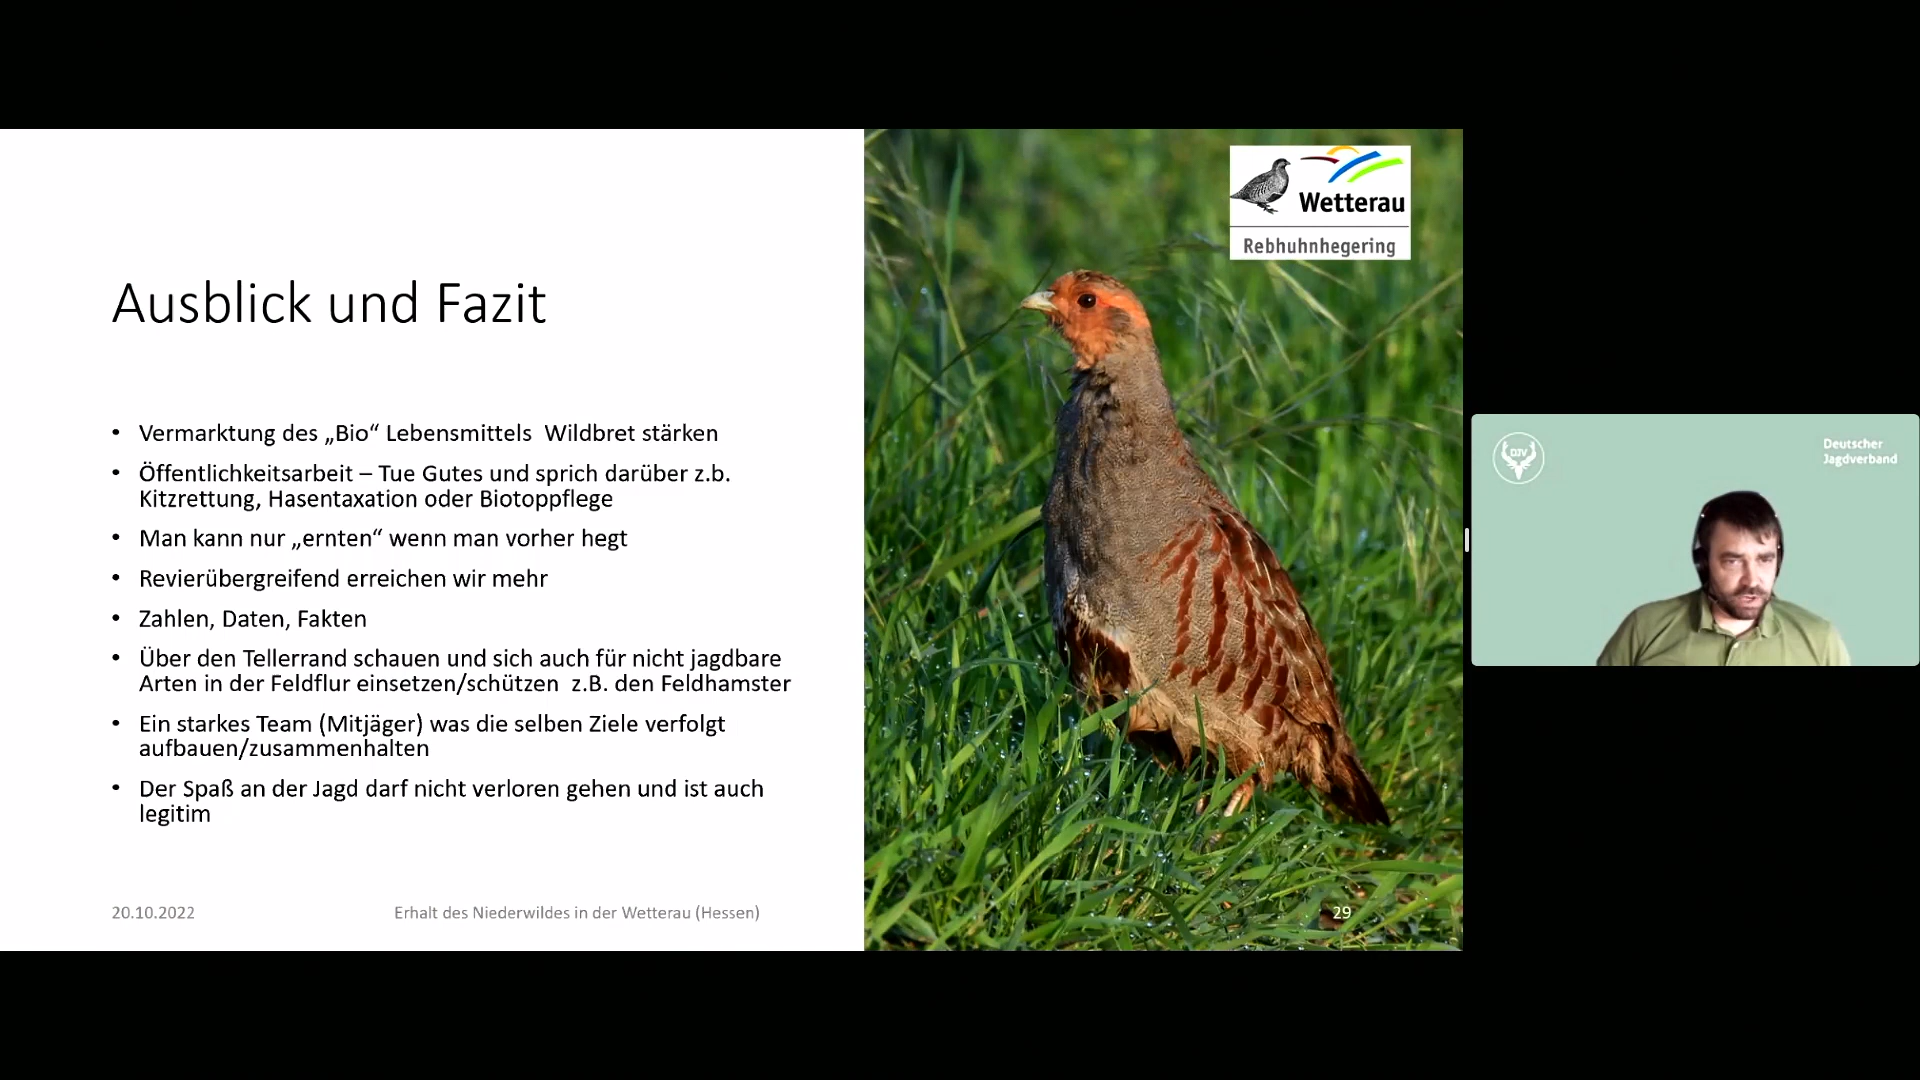 Wetterau
Rebhuhnhegering
Ausblick und Fazit
• Vermarktung des „Bio“ Lebensmittels  Wildbret stärken
• Öffentlichkeitsarbeit – Tue Gutes und sprich darüber z.b.
Kitzrettung, Hasentaxation oder Biotoppflege
• Man kann nur „ernten“ wenn man vorher hegt
• Revierübergreifend erreichen wir mehr
• Zahlen, Daten, Fakten
• Über den Tellerrand schauen und sich auch für nicht jagdbare
Arten in der Feldflur einsetzen/schützen  z.B. den Feldhamster
• Ein starkes Team (Mitjäger) was die selben Ziele verfolgt
aufbauen/zusammenhalten
• Der Spaß an der Jagd darf nicht verloren gehen und ist auch
legitim
20.10.2022
Erhalt des Niederwildes in der Wetterau (Hessen)
29
DJV
Deutscher
Jagdverband